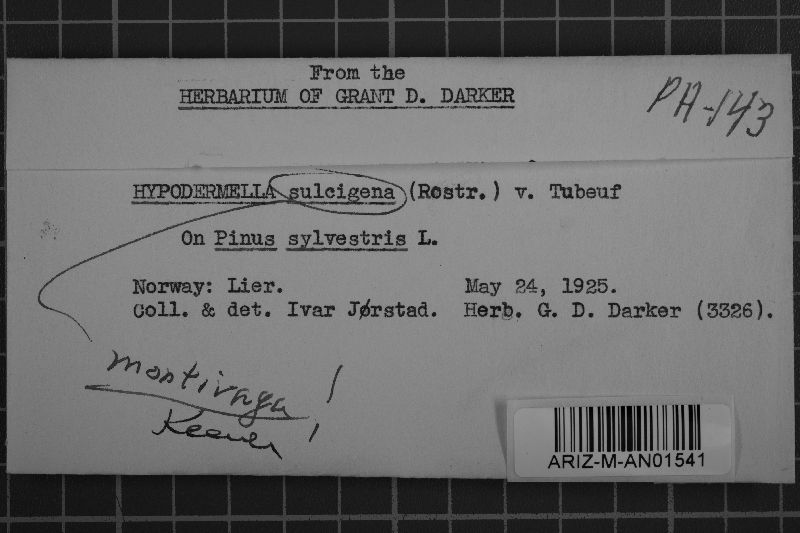 From the
HERBARIUM OF GRANT D. DARKER
PA-143
HYPODERMELLA sulcigena (Rostr.) v. Tubeuf
On Pinus sylvestris L.
Norway: Lier. May 24, 1925.
Coll. & det. Ivar Jørstad. Herb. G. D. Darker (3326).
montivaga!
!
ARIZ-M-AN01541